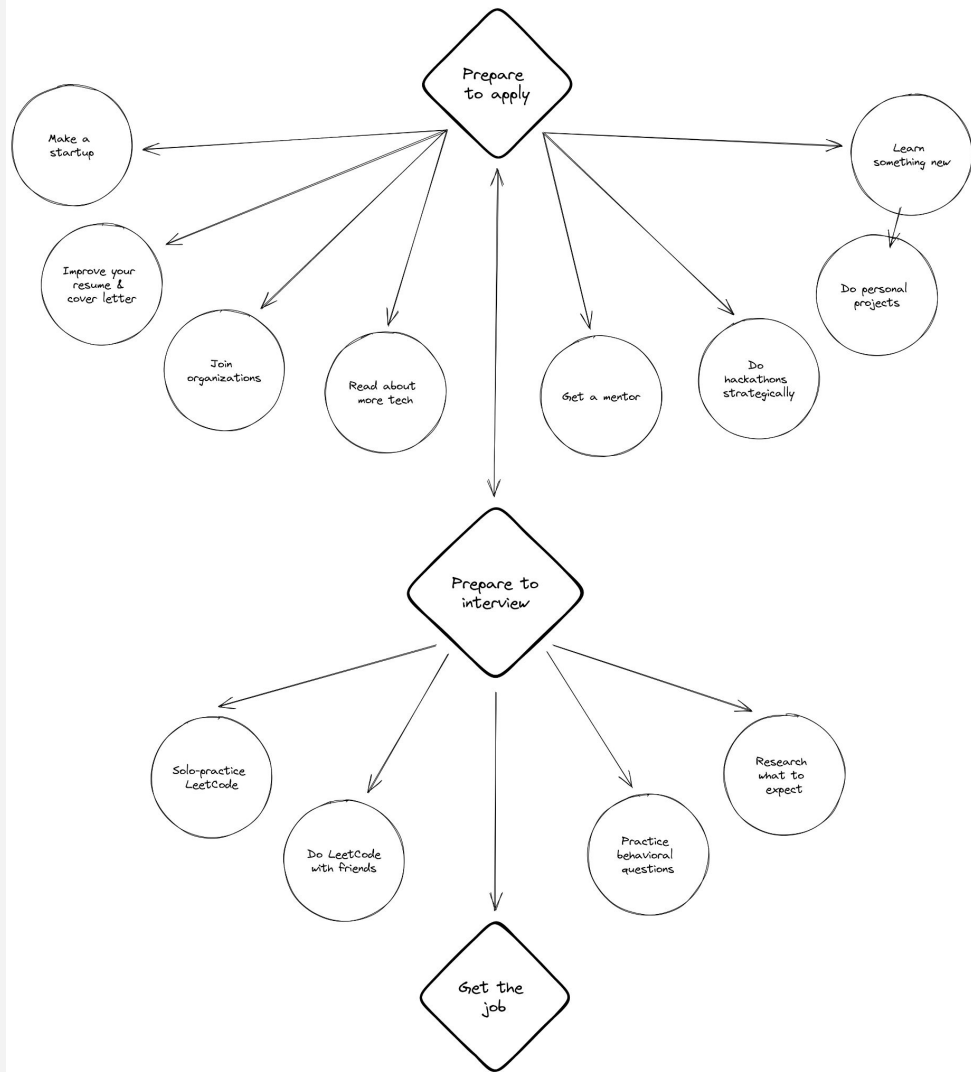 Prepare
to apply
Make a
startup
Learn
something new
Improve your
resume &
cover letter
Do personal
projects
Join
organizations
Read about
more tech
Get a mentor
Do
hackathons
strategically
Prepare to
interview
Solo-practice
LeetCode
Do LeetCode
with friends
Practice
behavioral
questions
Research
what to
expect
Get the
job